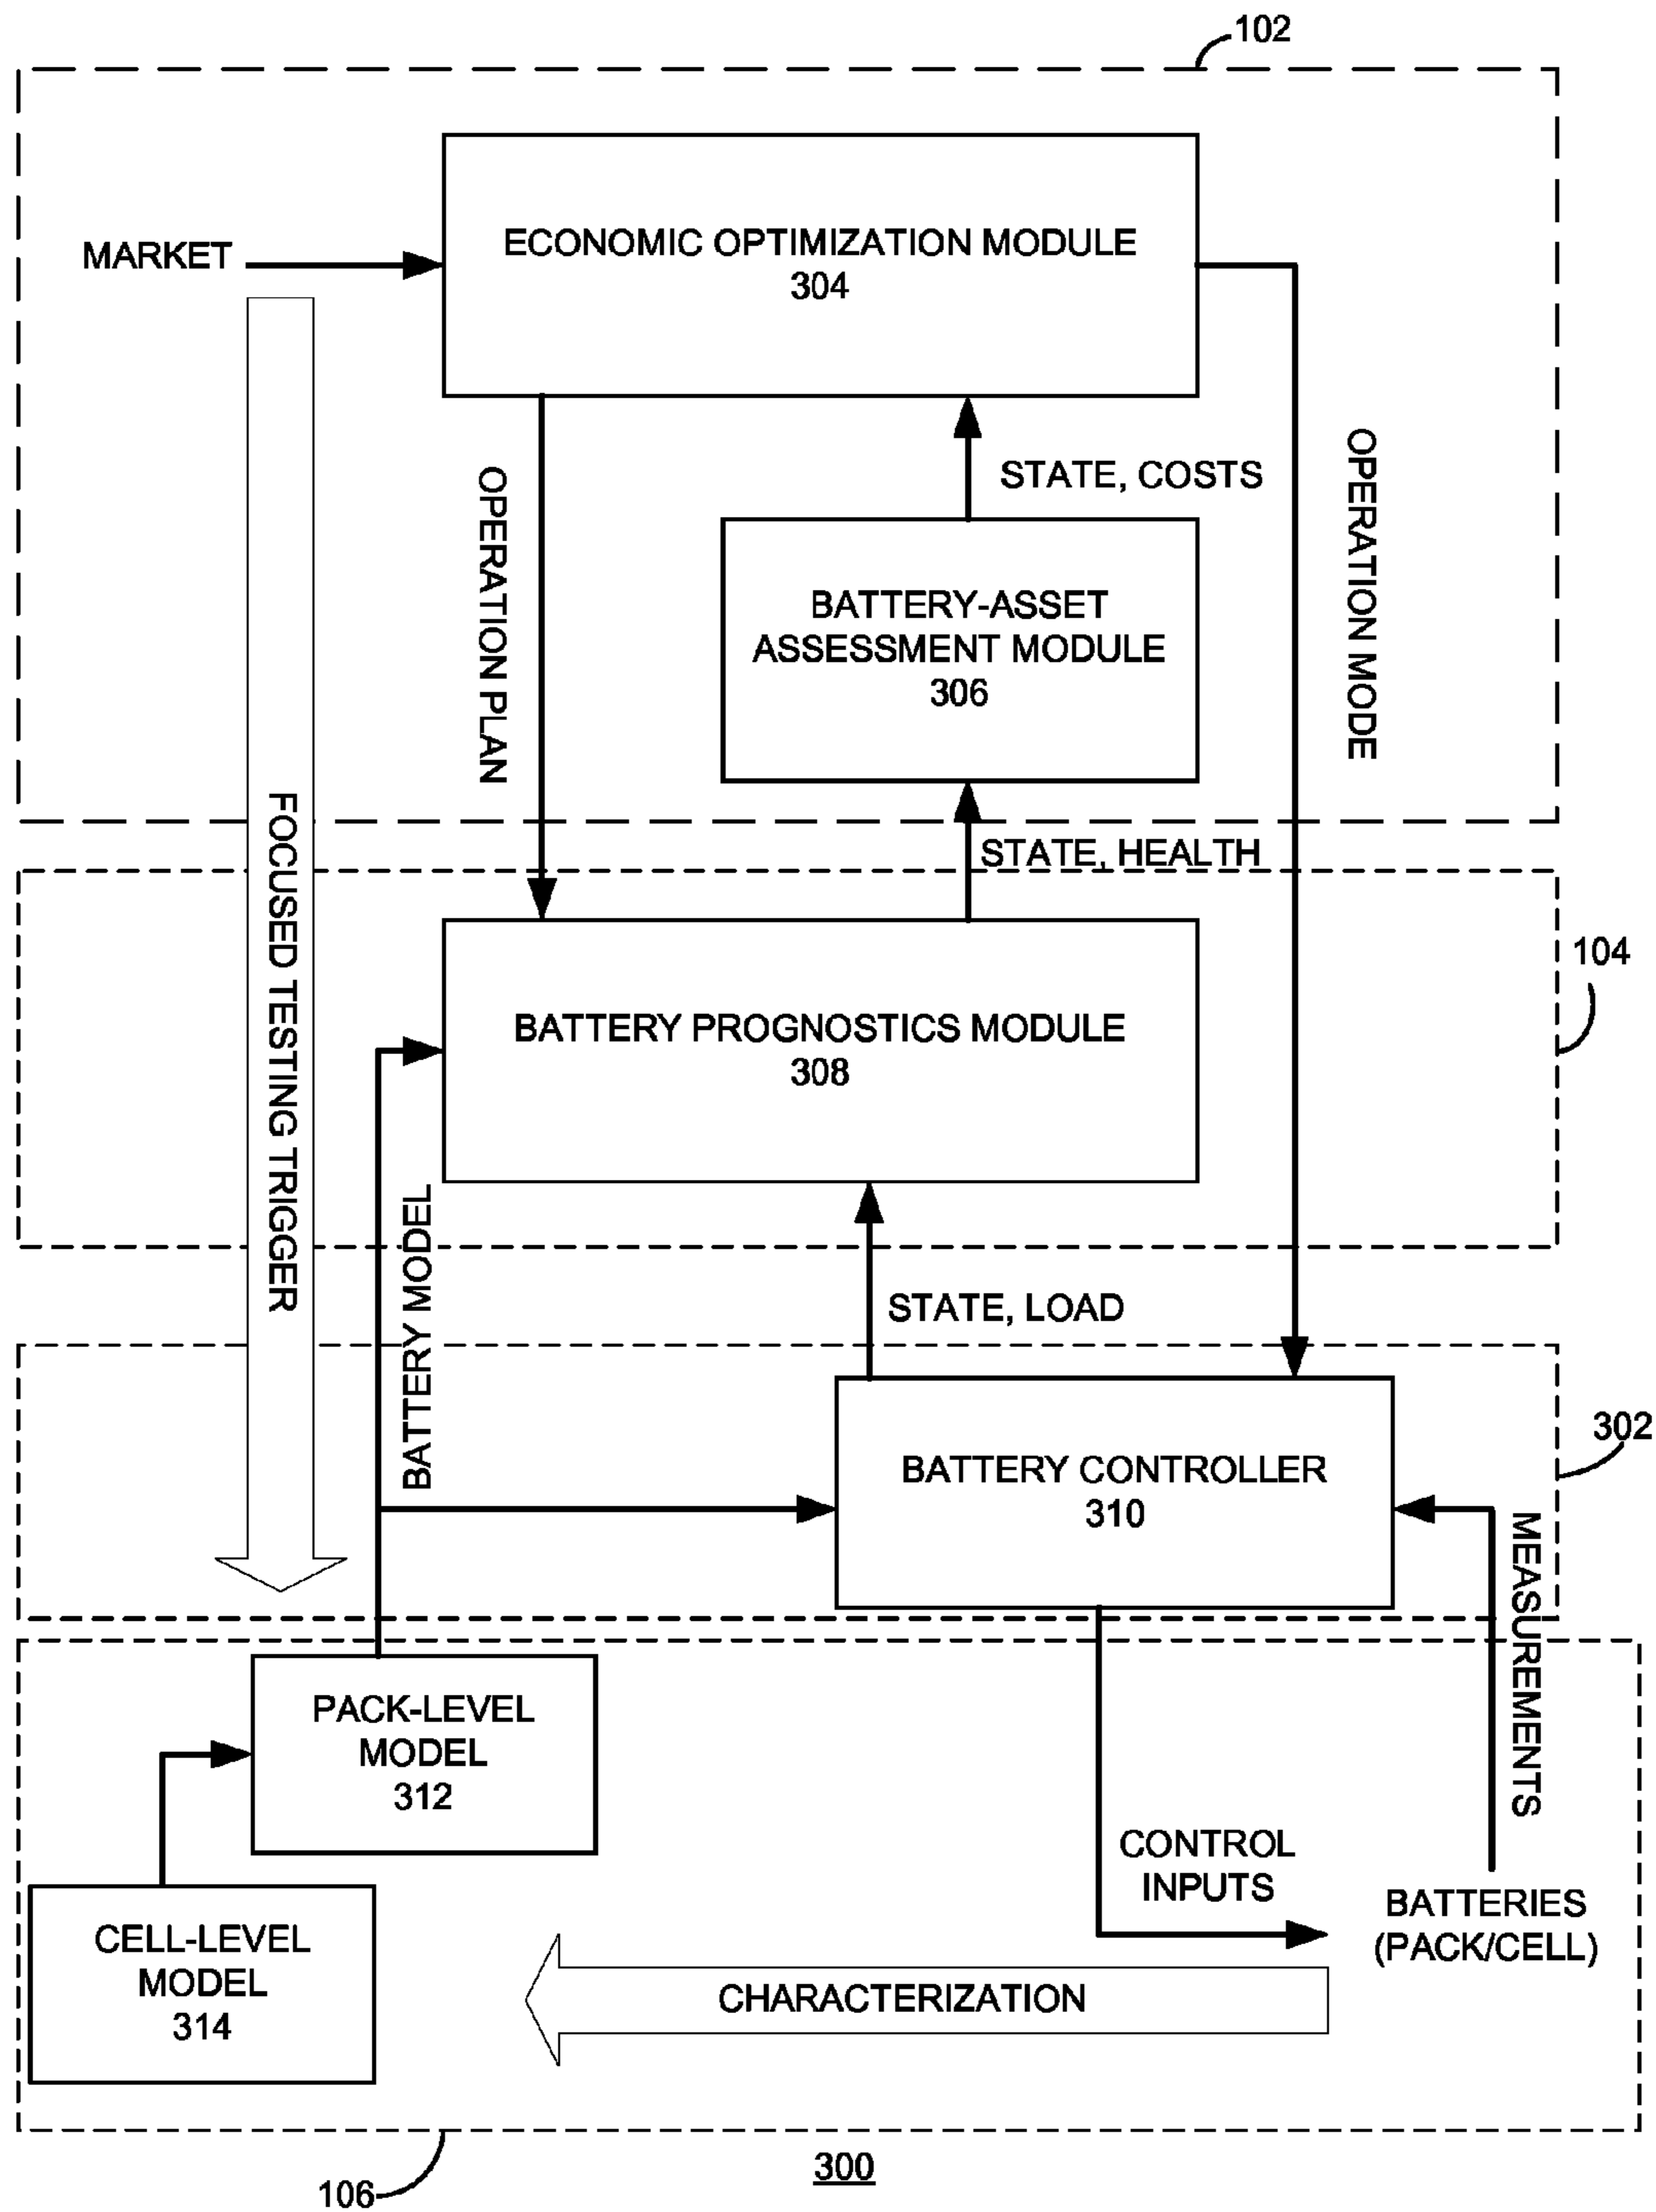 102
MARKET
ECONOMIC OPTIMIZATION MODULE
304
OPERATION PLAN
STATE, COSTS
OPERATION MODE
BATTERY-ASSET
ASSESSMENT MODULE
306
FOCUSED TESTING TRIGGER
STATE, HEALTH
104
BATTERY PROGNOSTICS MODULE
308
BATTERY MODEL
STATE, LOAD
302
BATTERY CONTROLLER
310
MEASUREMENTS
PACK-LEVEL
MODEL
312
CONTROL
INPUTS
BATTERIES
(PACK/CELL)
CELL-LEVEL
MODEL
314
CHARACTERIZATION
300
106